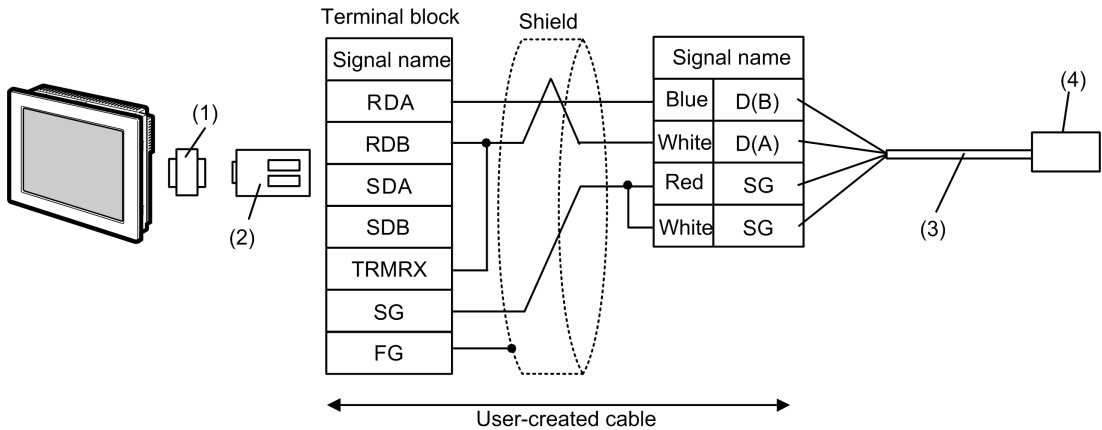 Terminal block
Shield
Signal name
Signal name
RDA
Blue D(B)
RDB
White D(A)
SDA
Red SG
SDB
White SG
TRMRX
SG
FG
(1)
(2)
(3)
(4)
User-created cable